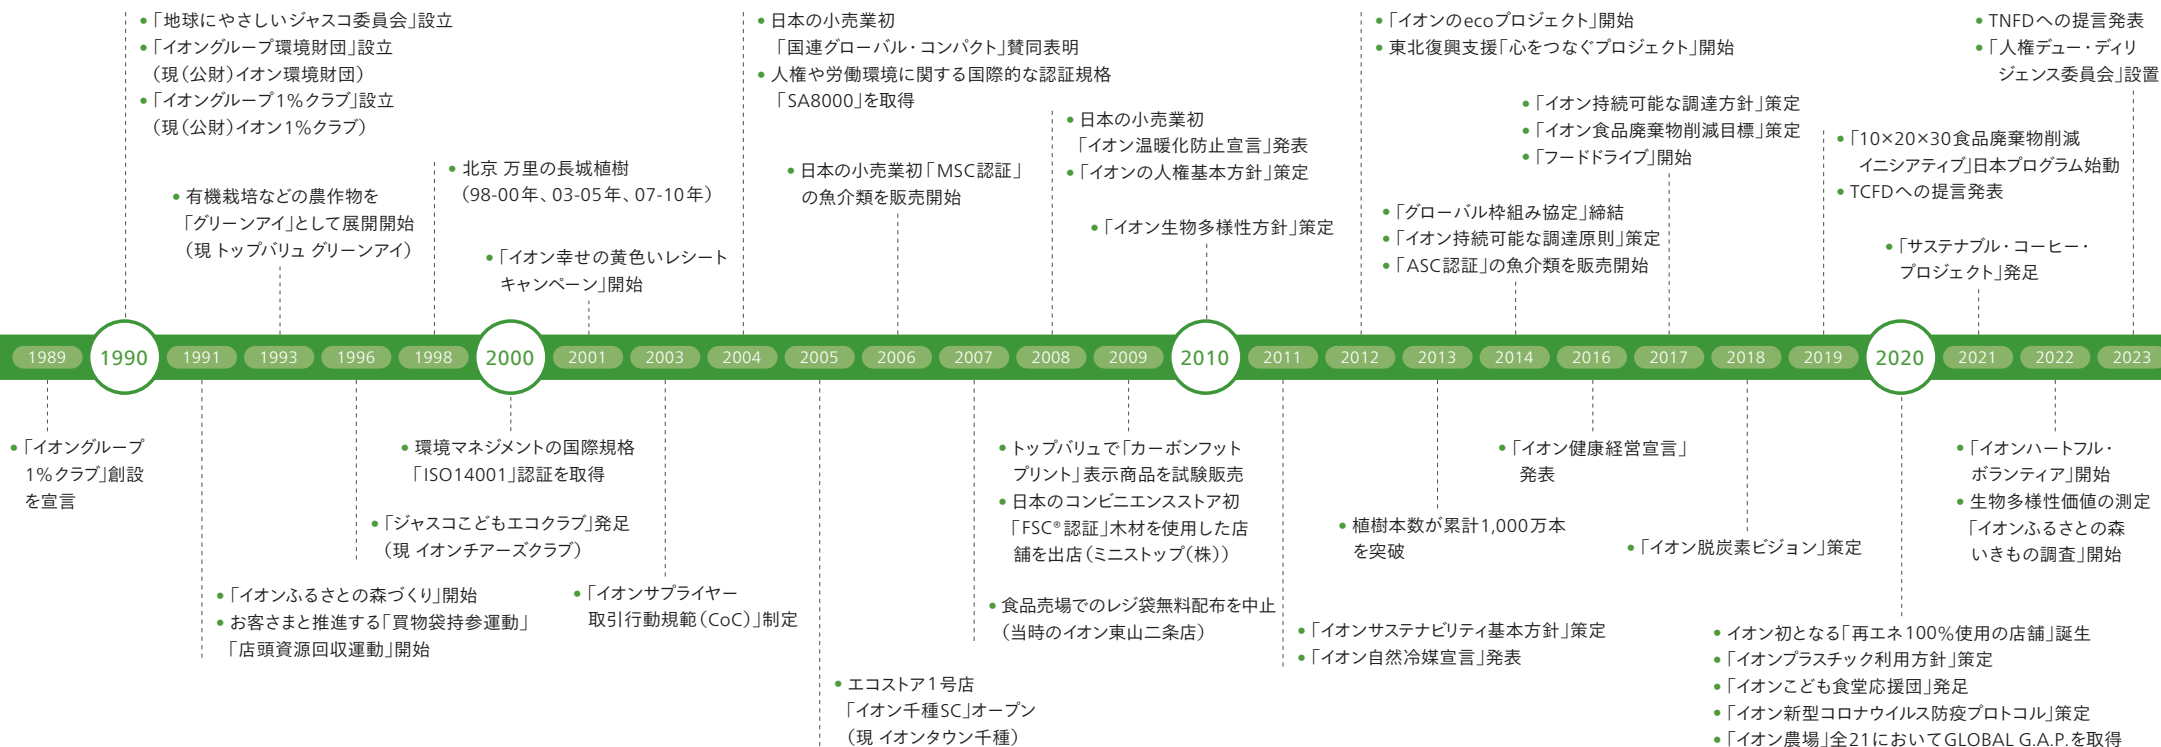 •「地球にやさしいジャスコ委員会」設立
•「イオングループ環境財団」設立
（現（公財）イオン環境財団）
•「イオングループ1%クラブ」設立
（現（公財）イオン1%クラブ）
• 有機栽培などの農作物を
「グリーンアイ」として展開開始
（現 トップバリュ グリーンアイ）
• 北京 万里の長城植樹
（98-00年、03-05年、07-10年）
•「イオン幸せの黄色いレシート
キャンペーン」開始
• 日本の小売業初
「国連グローバル・コンパクト」賛同表明
• 人権や労働環境に関する国際的な認証規格
「SA8000」を取得
• 日本の小売業初「MSC認証」
の魚介類を販売開始
• 日本の小売業初
「イオン温暖化防止宣言」発表
•「イオンの人権基本方針」策定
•「イオン生物多様性方針」策定
•「イオンのecoプロジェクト」開始
• 東北復興支援「心をつなぐプロジェクト」開始
•「グローバル枠組み協定」締結
•「イオン持続可能な調達原則」策定
•「ASC認証」の魚介類を販売開始
•「イオン持続可能な調達方針」策定
•「イオン食品廃棄物削減目標」策定
•「フードドライブ」開始
•「10×20×30食品廃棄物削減
イニシアティブ」日本プログラム始動
• TCFDへの提言発表
•「サステナブル・コーヒー・
プロジェクト」発足
• TNFDへの提言発表
•「人権デュー・ディリ
ジェンス委員会」設置
1989 1990 1991 1993 1996 1998 2000 2001 2003 2004 2005 2006 2007 2008 2009 2010 2011 2012 2013 2014 2016 2017 2018 2019 2020 2021 2022 2023
•「イオングループ
1%クラブ」創設
を宣言
•「イオンふるさとの森づくり」開始
• お客さまと推進する「買物袋持参運動」
「店頭資源回収運動」開始
•「ジャスコこどもエコクラブ」発足
（現 イオンチアーズクラブ）
• 環境マネジメントの国際規格
「ISO14001」認証を取得
•「イオンサプライヤー
取引行動規範（CoC）」制定
• エコストア1号店
「イオン千種SC」オープン
（現 イオンタウン千種）
• 食品売場でのレジ袋無料配布を中止
（当時のイオン東山二条店）
• トップバリュで「カーボンフット
プリント」表示商品を試験販売
• 日本のコンビニエンスストア初
「FSC®認証」木材を使用した店
舗を出店（ミニストップ（株））
•「イオンサステナビリティ基本方針」策定
•「イオン自然冷媒宣言」発表
• 植樹本数が累計1,000万本
を突破
•「イオン健康経営宣言」
発表
•「イオン脱炭素ビジョン」策定
• イオン初となる「再エネ100%使用の店舗」誕生
•「イオンプラスチック利用方針」策定
•「イオンこども食堂応援団」発足
•「イオン新型コロナウイルス防疫プロトコル」策定
•「イオン農場」全21においてGLOBAL G.A.P.を取得
•「イオンハートフル・
ボランティア」開始
• 生物多様性価値の測定
「イオンふるさとの森
いきもの調査」開始